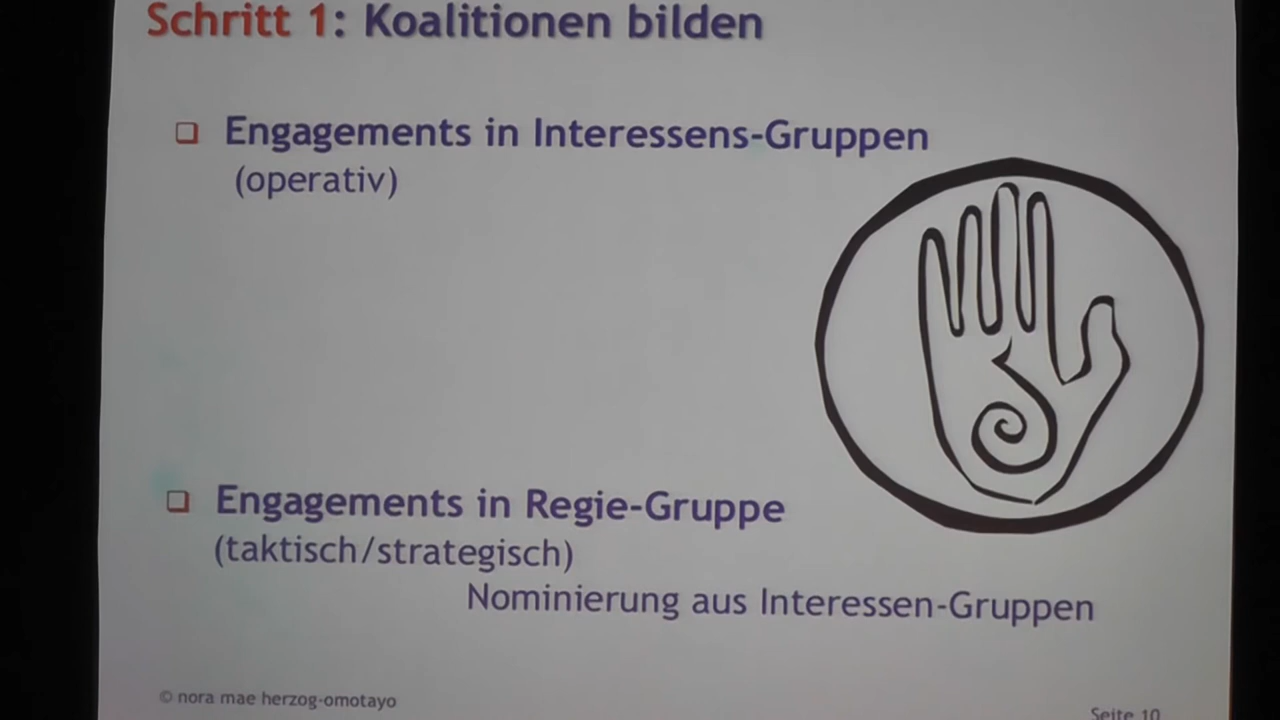 Schritt 1: Koalitionen bilden
Engagements in Interessens-Gruppen
(operativ)
Engagements in Regie-Gruppe
(taktisch/strategisch)
Nominierung aus Interessen-Gruppen
© nora mae herzog-omotayo
Seite 10